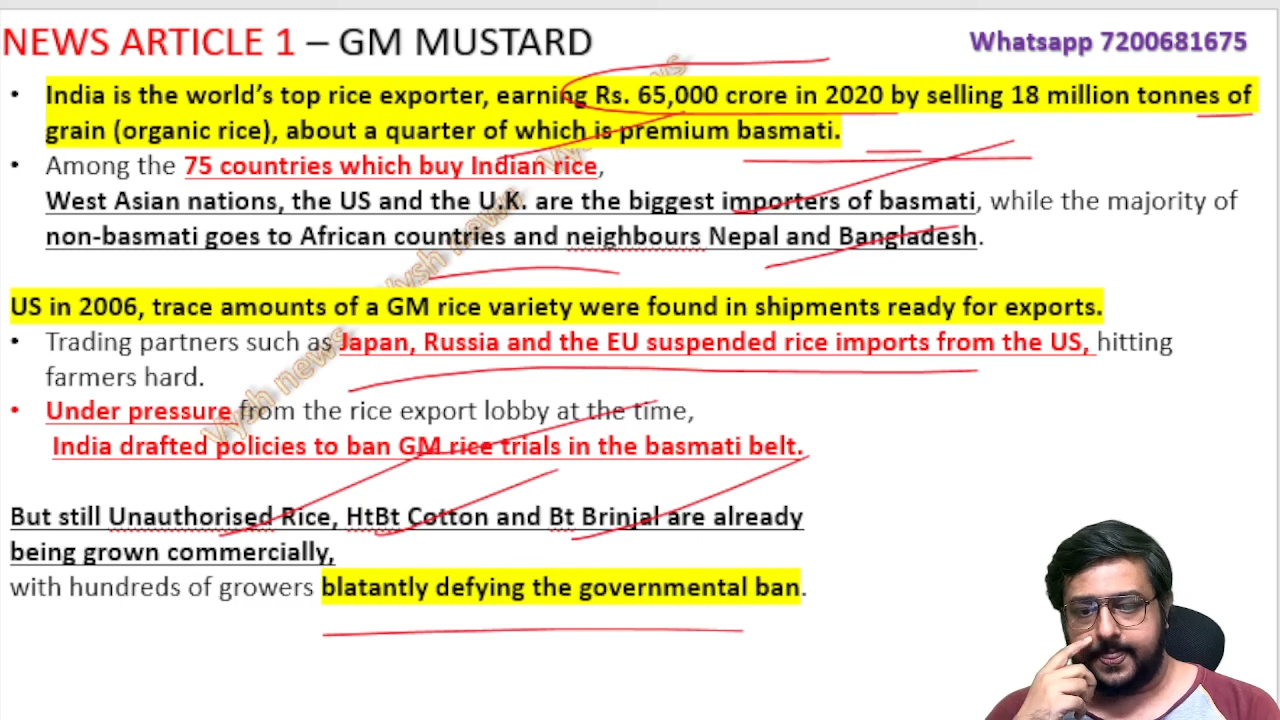 NEWS ARTICLE 1 – GM MUSTARD
Whatsapp 7200681675
• India is the world’s top rice exporter, earning Rs. 65,000 crore in 2020 by selling 18 million tonnes of
grain (organic rice), about a quarter of which is premium basmati.
• Among the 75 countries which buy Indian rice,
West Asian nations, the US and the U.K. are the biggest importers of basmati, while the majority of
non-basmati goes to African countries and neighbours Nepal and Bangladesh.
US in 2006, trace amounts of a GM rice variety were found in shipments ready for exports.
• Trading partners such as Japan, Russia and the EU suspended rice imports from the US, hitting
farmers hard.
• Under pressure from the rice export lobby at the time,
India drafted policies to ban GM rice trials in the basmati belt.
But still Unauthorised Rice, HtBt Cotton and Bt Brinjal are already
being grown commercially,
with hundreds of growers blatantly defying the governmental ban.
Vysh news Vysh news Vysh news